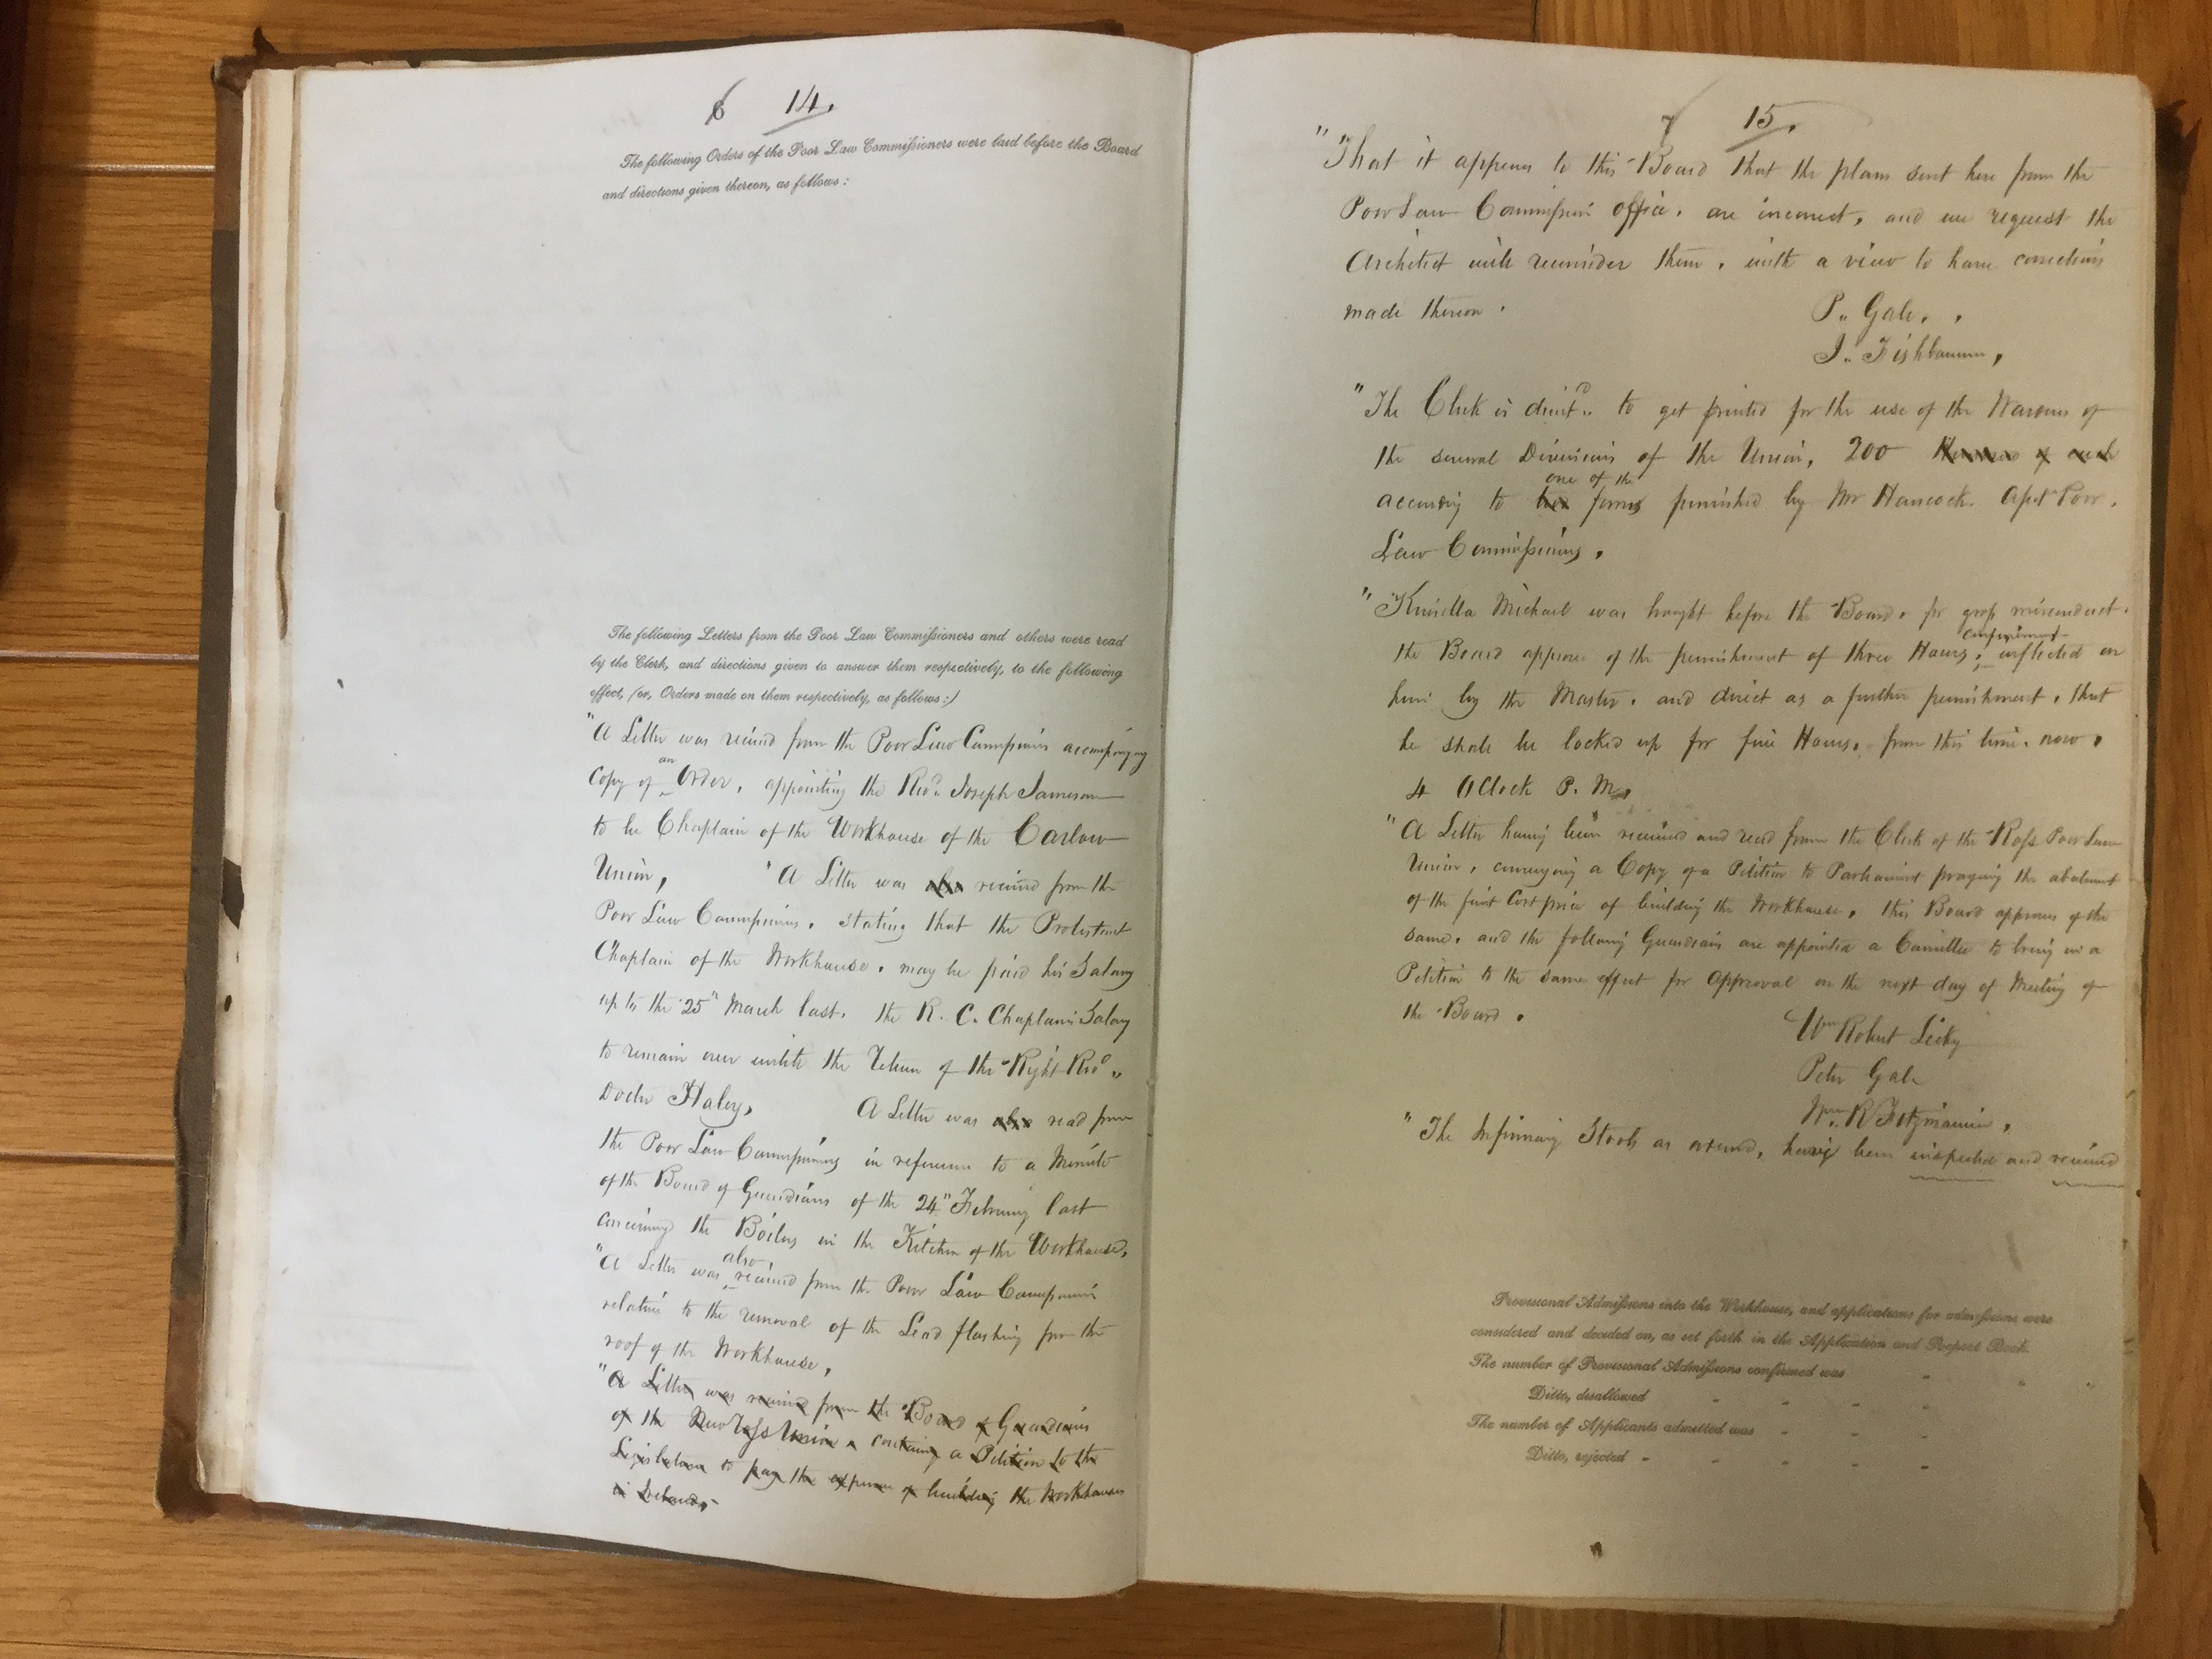 6 14.
The following Orders of the Poor Law Commissioners were laid before the Board
and directions given thereon, as follows:
The following Letters from the Poor Law Commissioners and others were read
by the Clerk, and directions given to answer them respectively, to the following
effect, (or, Orders made on them respectively, as follows:)
"A Letter was received from the Poor Law Commissioners accompanying
Copy of an Order, appointing the Revd. Joseph Jameson
to be Chaplain of the Workhouse of the Carlow
Union, "A Letter was also received from the
Poor Law Commissioners, stating that the Protestant
Chaplain of the Workhouse, may be paid his Salary
up to the 25" March last. the R. C. Chaplains Salary
to remain over until the Return of the Right Revd.
Doctr Haley, A Letter was also read from
the Poor Law Commissioners in reference to a Minute
of the Board of Guardians of the 24" February last
concerning the Boilers in the Kitchen of the Workhouse,
"A Letter was also received from the Poor Law Commissioners
relative to the removal of the Lead flashing from the
roof of the Workhouse,
"A Letter was received from the Board of Guardians
of the New Ross Union, containing a Petition to the
Legislature to pay the expense of building the Workhouses
in Ireland,
7 15.
"That it appears to this Board that the plans sent here from the
Poor Law Commission office, are incorrect, and we request the
Architect will reconsider them, with a view to have corrections
made thereon.
P. Gale,
J. Fishbourne,
"The Clerk is directd. to get printed for the use of the Wardens of
the several Divisions of the Union, 200 of each
according to one of the forms furnished by Mr Hancock Asst. Poor
Law Commissioner,
"Kinsella Michael was brought before the Board, for gross misconduct.
the Board approve of the punishment of three Hours, confinement inflicted on
him by the Master, and direct as a further punishment, that
he shall be locked up for five Hours, from this time, now,
4 OClock P. M.
"A Letter having been received and read from the Clerk of the Ross Poor Law
Union, conveying a Copy of a Petition to Parliament praying the abatement
of the first Cost price of building the Workhouse, this Board approves of the
same, and the following Guardians are appointed a Committee to bring in a
Petition to the same effect for approval on the next day of Meeting of
the Board.
Wm Robert Lecky
Peter Gale
Wm. R Fitzmaurice,
"The Infirmary Stools as ordered, having been inspected and received
Provisional Admissions into the Workhouse, and applications for admissions were
considered and decided on, as set forth in the Application and Report Book.
The number of Provisional Admissions confirmed was
Ditto, disallowed
The number of Applicants admitted was
Ditto, rejected